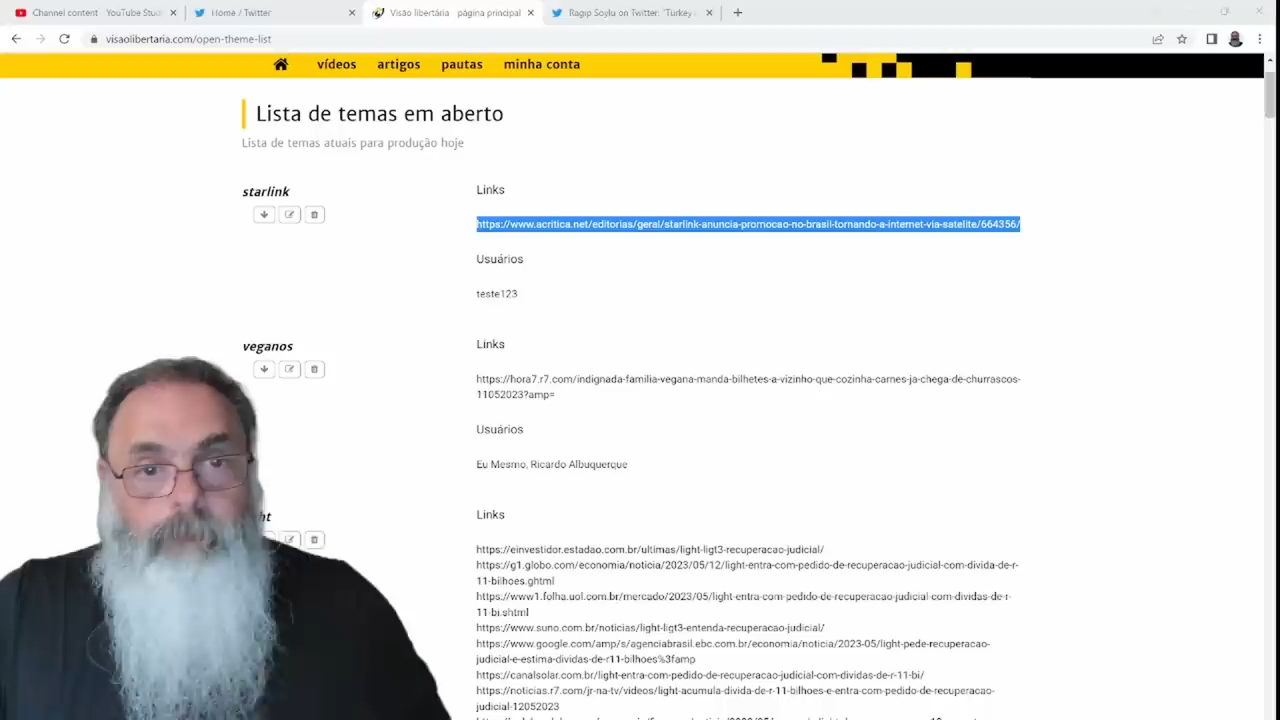 Channel content - YouTube Stu
Home / Twitter
Visão libertária - página principal
Ragıp Soylu on Twitter: "Turkey
visaolibertaria.com/open-theme-list
vídeos artigos pautas minha conta
Lista de temas em aberto
Lista de temas atuais para produção hoje
starlink
Links
https://www.acritica.net/editorias/geral/starlink-anuncia-promocao-no-brasil-tornando-a-internet-via-satelite/664356/
Usuários
teste123
veganos
Links
https://hora7.r7.com/indignada-familia-vegana-manda-bilhetes-a-vizinho-que-cozinha-carnes-ja-chega-de-churrascos-
11052023?amp=
Usuários
Eu Mesmo, Ricardo Albuquerque
ht
Links
https://einvestidor.estadao.com.br/ultimas/light-ligt3-recuperacao-judicial/
https://g1.globo.com/economia/noticia/2023/05/12/light-entra-com-pedido-de-recuperacao-judicial-com-divida-de-r-
11-bilhoes.ghtml
https://www1.folha.uol.com.br/mercado/2023/05/light-entra-com-pedido-de-recuperacao-judicial-com-dividas-de-r-
11-bi.shtml
https://www.suno.com.br/noticias/light-ligt3-entenda-recuperacao-judicial/
https://www.google.com/amp/s/agenciabrasil.ebc.com.br/economia/noticia/2023-05/light-pede-recuperacao-
judicial-e-estima-dividas-de-r11-bilhoes%3famp
https://canalsolar.com.br/light-entra-com-pedido-de-recuperacao-judicial-com-dividas-de-r-11-bi/
https://noticias.r7.com/jr-na-tv/videos/light-acumula-divida-de-r-11-bilhoes-e-entra-com-pedido-de-recuperacao-
judicial-12052023